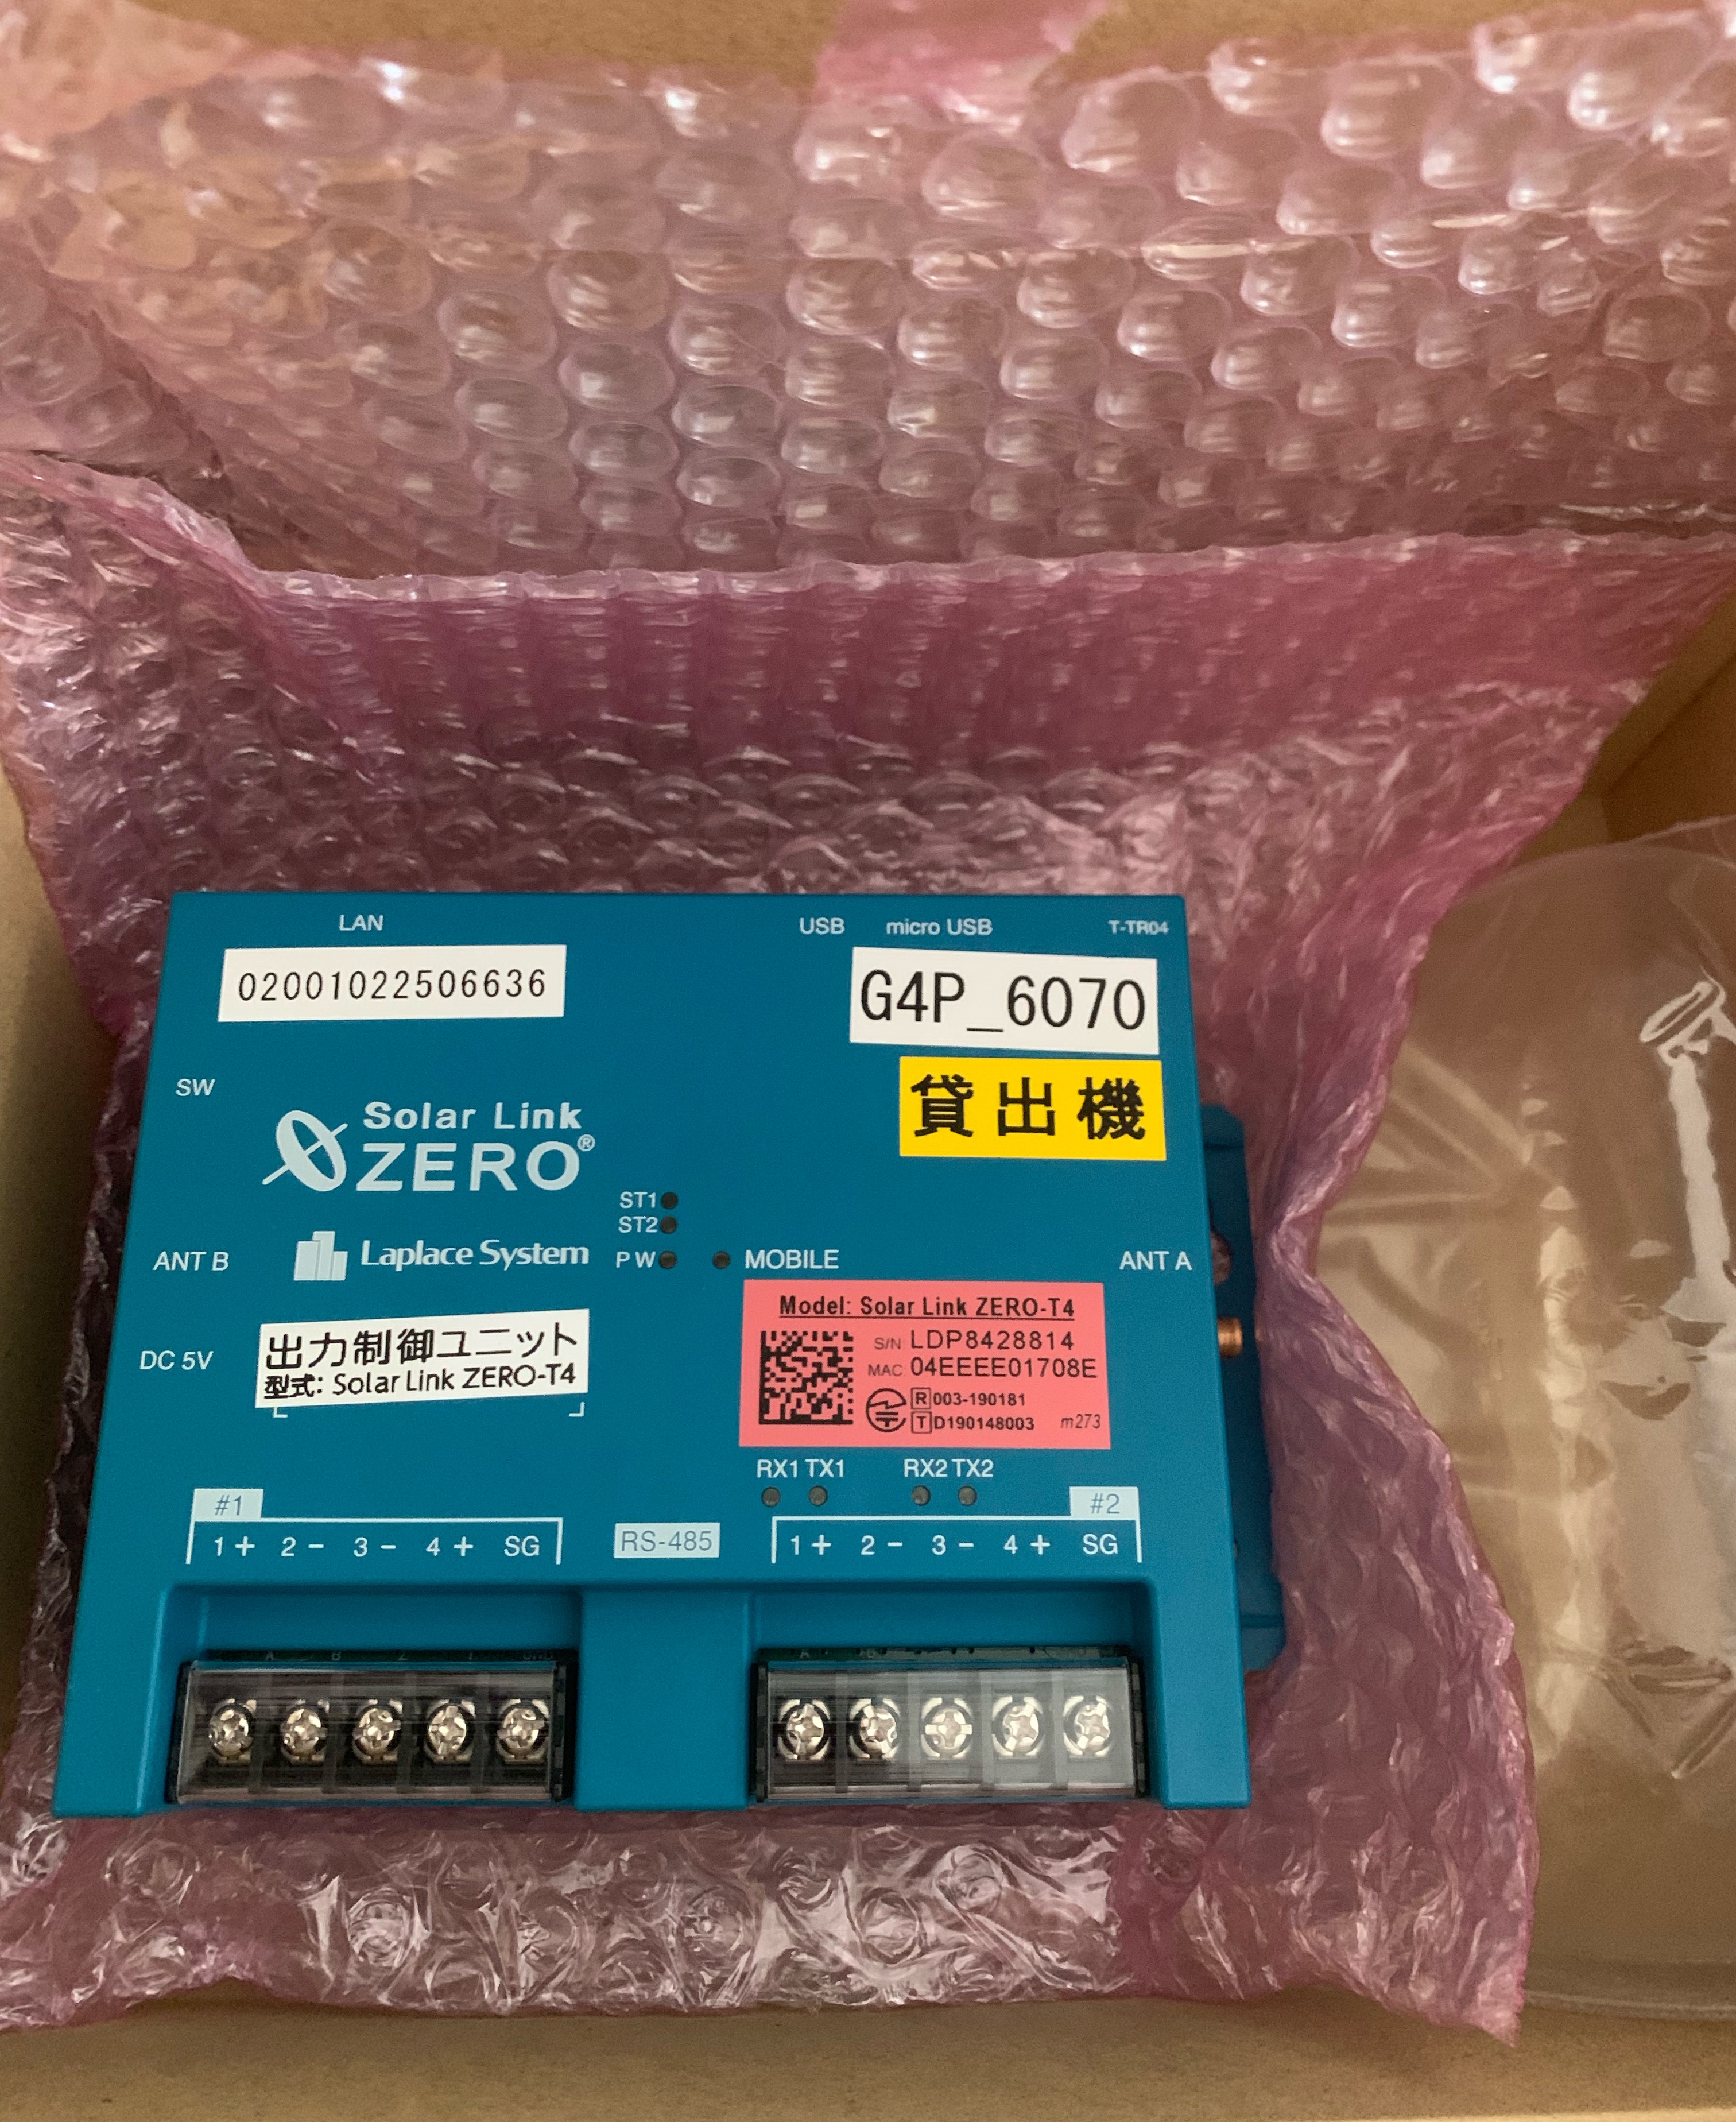 LAN
USB
micro USB
T-TR04
02001022506636
G4P_6070
貸出機
SW
Solar Link
ZERO®
ST1
ST2
PW
MOBILE
ANT B
Laplace System
ANT A
DC 5V
出力制御ユニット
型式: Solar Link ZERO-T4
Model: Solar Link ZERO-T4
S/N: LDP8428814
MAC: 04EEEE01708E
R 003-190181
T D190148003
m273
RX1 TX1
RX2 TX2
#1
#2
1+ 2- 3- 4+ SG
RS-485
1+ 2- 3- 4+ SG